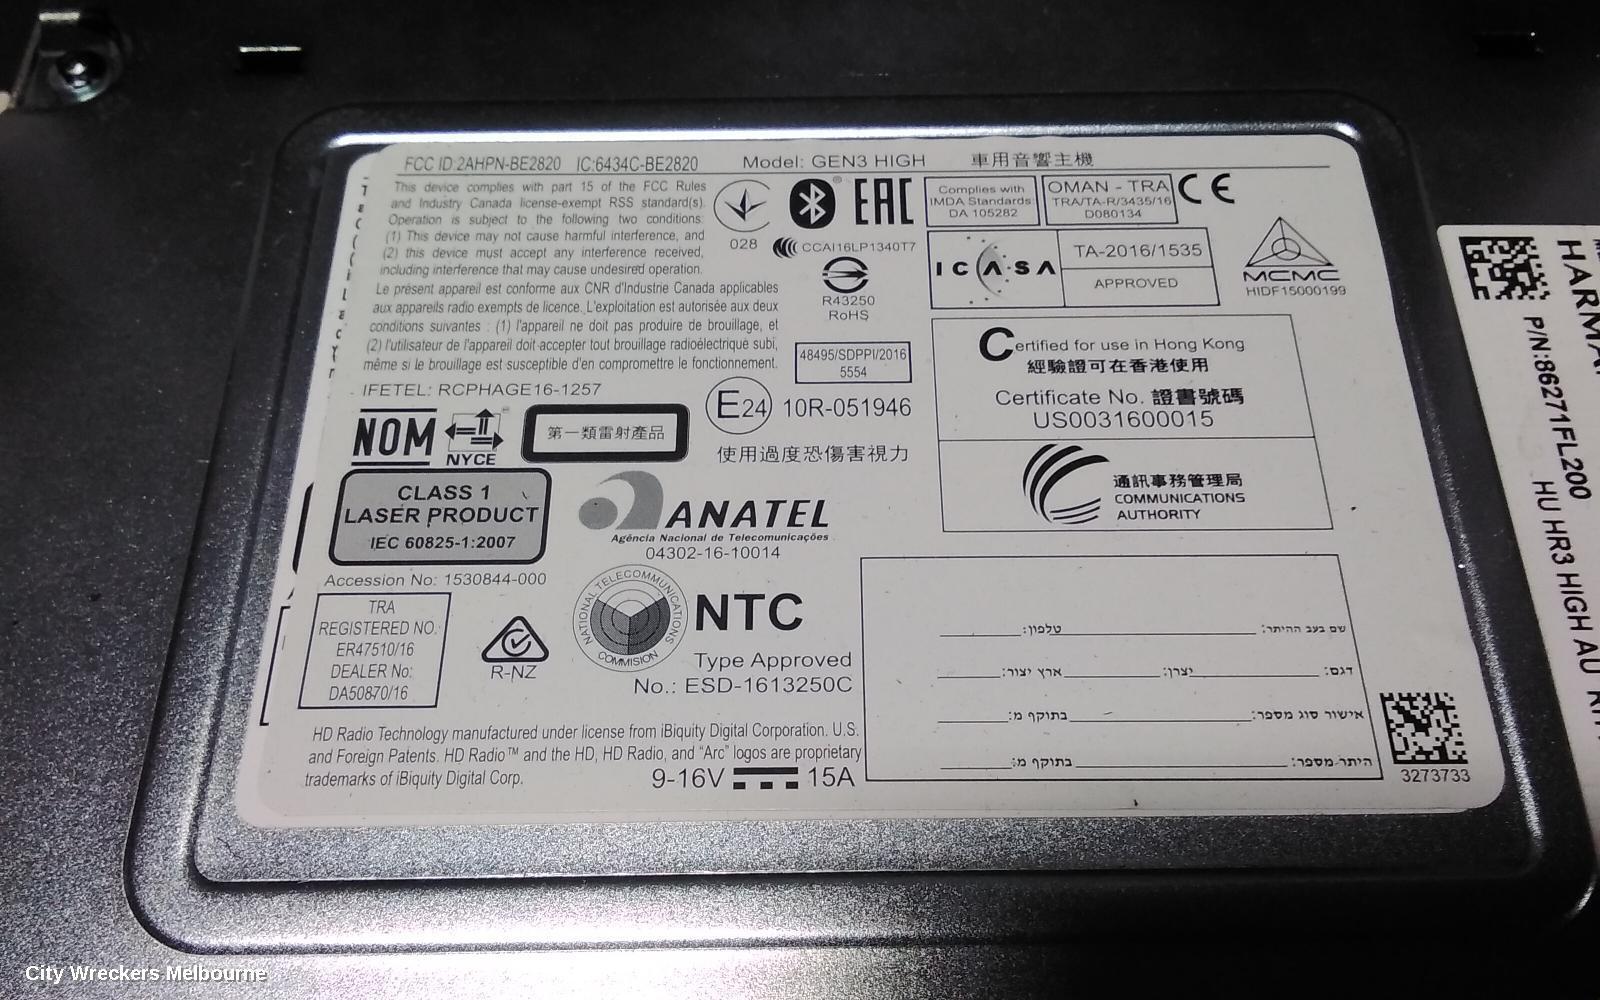 FCC ID:2AHPN-BE2820 IC:6434C-BE2820 Model: GEN3 HIGH 車用音響主機
This device complies with part 15 of the FCC Rules
and Industry Canada license-exempt RSS standard(s).
Operation is subject to the following two conditions:
(1) This device may not cause harmful interference, and
(2) this device must accept any interference received,
including interference that may cause undesired operation.
Le présent appareil est conforme aux CNR d'Industrie Canada applicables
aux appareils radio exempts de licence. L'exploitation est autorisée aux deux
conditions suivantes : (1) l'appareil ne doit pas produire de brouillage, et
(2) l'utilisateur de l'appareil doit accepter tout brouillage radioélectrique subi,
même si le brouillage est susceptible d'en compromettre le fonctionnement.
028
EAC
CCAI16LP1340T7
R43250
RoHS
48495/SDPPI/2016
5554
Complies with
IMDA Standards
DA 105282
OMAN - TRA
TRA/TA-R/3435/16
D080134
CE
ICASA
TA-2016/1535
APPROVED
MCMC
HIDF15000199
IFETEL: RCPHAGE16-1257
NOM
NYCE
第一類雷射產品
E24 10R-051946
使用過度恐傷害視力
CLASS 1
LASER PRODUCT
IEC 60825-1:2007
ANATEL
Agência Nacional de Telecomunicações
04302-16-10014
Certified for use in Hong Kong
經驗證可在香港使用
Certificate No. 證書號碼
US0031600015
通訊事務管理局
COMMUNICATIONS
AUTHORITY
Accession No: 1530844-000
TRA
REGISTERED NO.
ER47510/16
DEALER No:
DA50870/16
R-NZ
NATIONAL TELECOMMUNICATIONS
COMMISION
NTC
Type Approved
No.: ESD-1613250C
שם בעב ההיתר: טלפון:
דגם: יצרן: ארץ יצור:
אישור סוג מספר: בתוקף מ:
היתר מספר: בתוקף מ:
HD Radio Technology manufactured under license from iBiquity Digital Corporation. U.S.
and Foreign Patents. HD Radio™ and the HD, HD Radio, and "Arc" logos are proprietary
trademarks of iBiquity Digital Corp.
9-16V 15A
3273733
P/N:86271FL200
HU HR3 HIGH AU
City Wreckers Melbourne